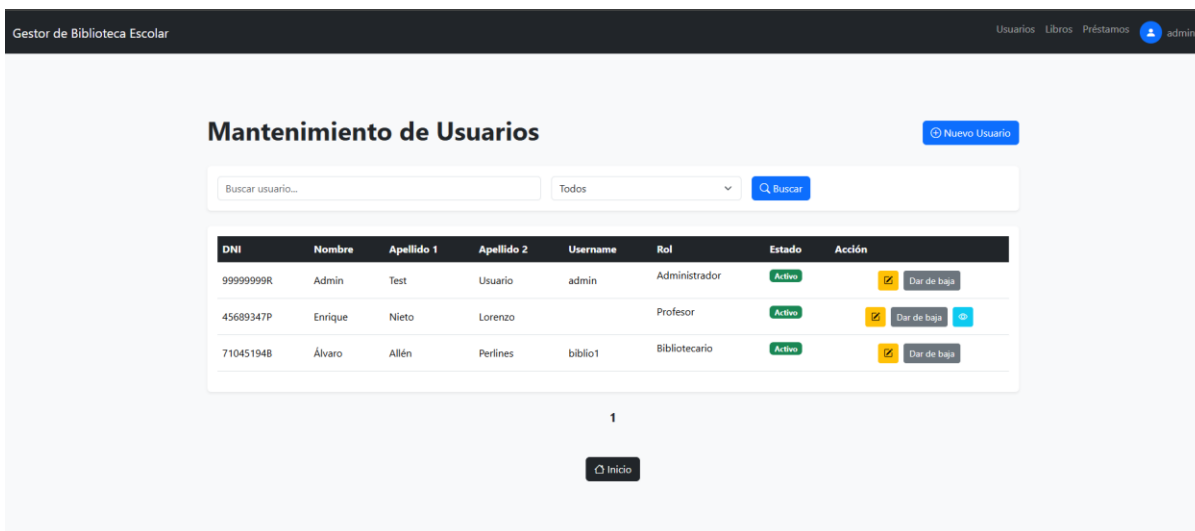 Gestor de Biblioteca Escolar Usuarios Libros Préstamos admin
Mantenimiento de Usuarios Nuevo Usuario
Buscar usuario... Todos Buscar
DNI Nombre Apellido 1 Apellido 2 Username Rol Estado Acción
99999999R Admin Test Usuario admin Administrador Activo Dar de baja
45689347P Enrique Nieto Lorenzo Profesor Activo Dar de baja
71045194B Álvaro Allén Perlines biblio1 Bibliotecario Activo Dar de baja
1
Inicio